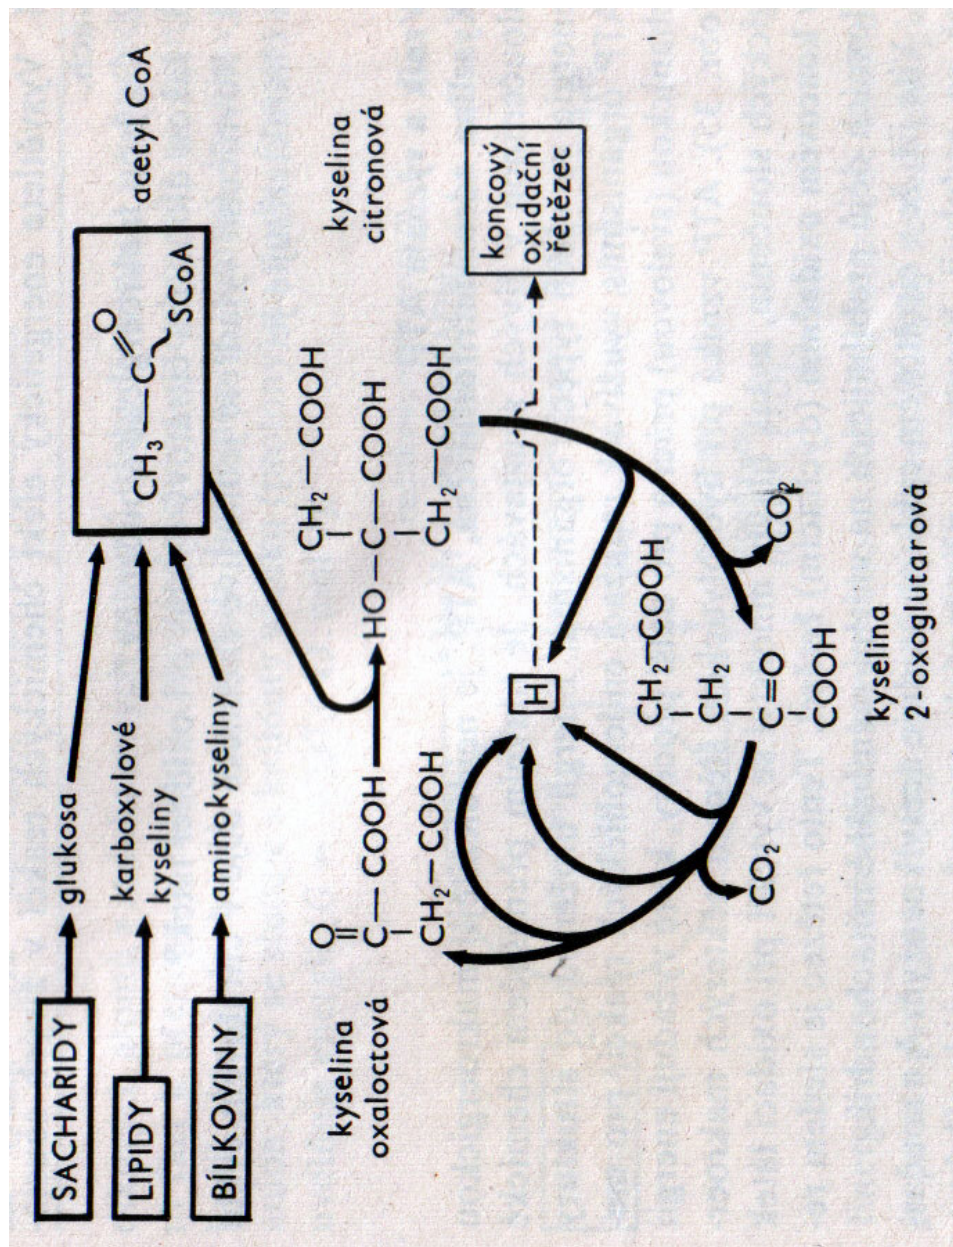 SACHARIDY
glukosa
LIPIDY
karboxylové
kyseliny
BÍLKOVINY
aminokyseliny
CH₃—C
O
SCoA
acetyl CoA
kyselina
oxaloctová
O
C—COOH
CH₂—COOH
CH₂—COOH
HO—C—COOH
CH₂—COOH
kyselina
citronová
H
koncový
oxidační
řetězec
CO₂
CO₂
CH₂—COOH
CH₂
C=O
COOH
kyselina
2-oxoglutarová